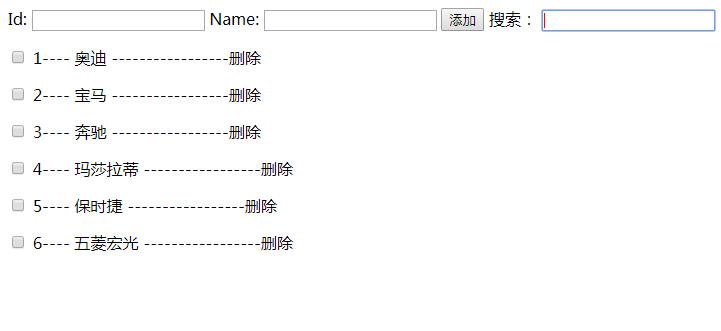 Id: Name: 添加 搜索：
1---- 奥迪 -----------------删除
2---- 宝马 -----------------删除
3---- 奔驰 -----------------删除
4---- 玛莎拉蒂 -----------------删除
5---- 保时捷 -----------------删除
6---- 五菱宏光 -----------------删除